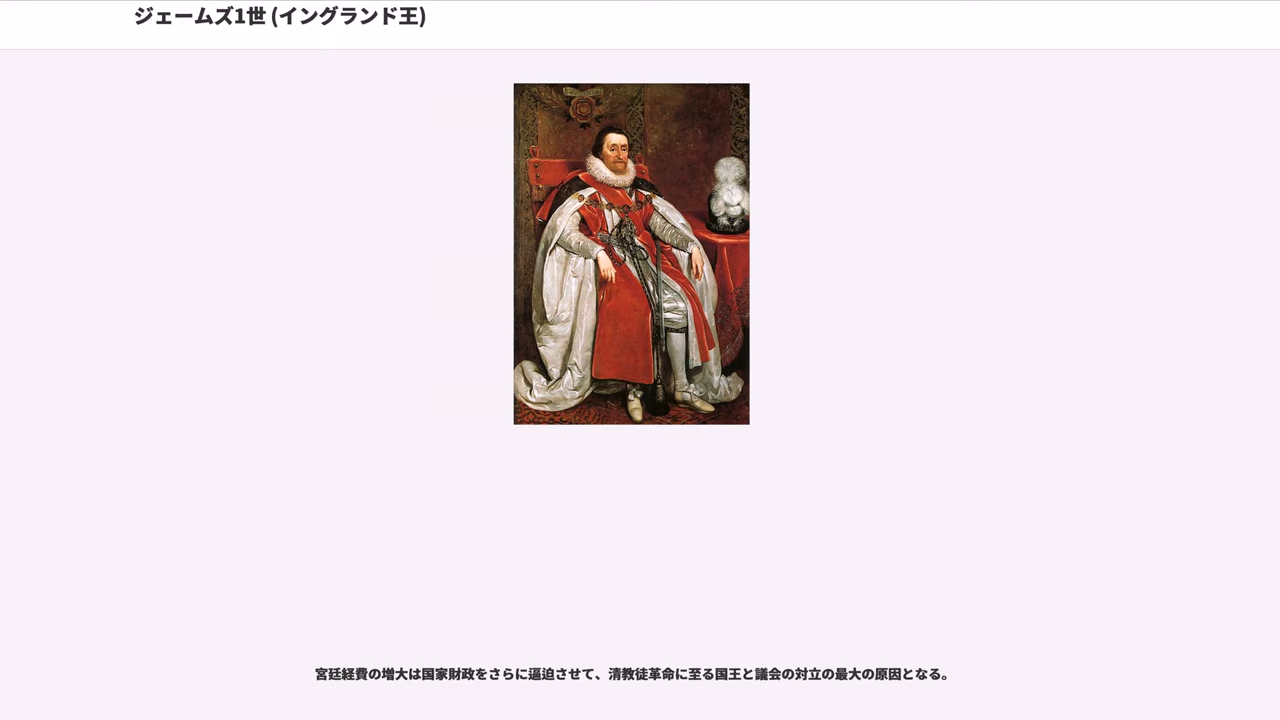 ジェームズ1世 (イングランド王)
宮廷経費の増大は国家財政をさらに逼迫させて、清教徒革命に至る国王と議会の対立の最大の原因となる。